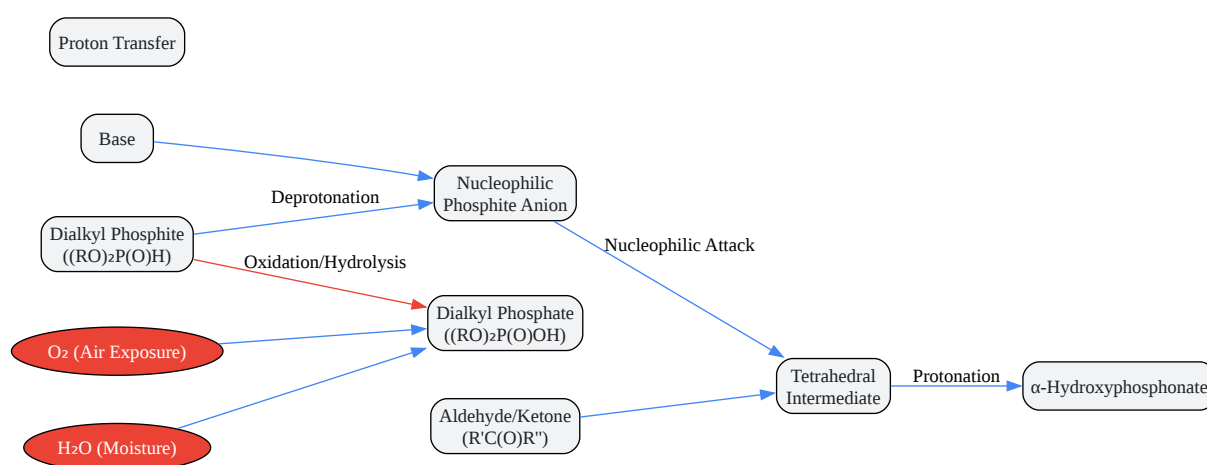 Proton Transfer
Base
Nucleophilic
Phosphite Anion
Deprotonation
Dialkyl Phosphite
((RO)₂P(O)H)
Nucleophilic Attack
Oxidation/Hydrolysis
Dialkyl Phosphate
((RO)₂P(O)OH)
O₂ (Air Exposure)
Tetrahedral
Intermediate
Protonation
α-Hydroxyphosphonate
Aldehyde/Ketone
(R'C(O)R")
H₂O (Moisture)